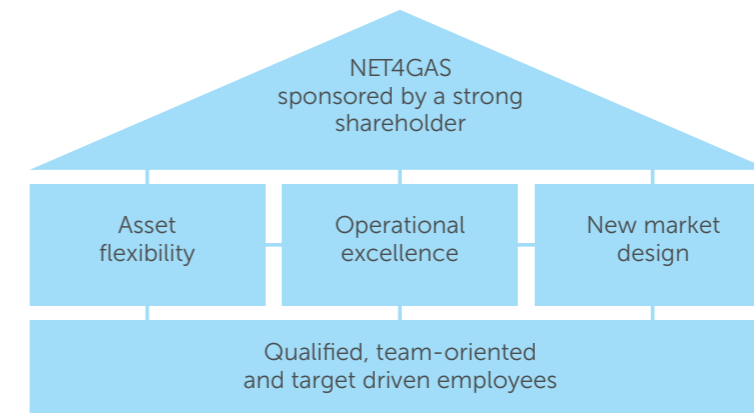 NET4GAS
sponsored by a strong
shareholder
Asset
flexibility
Operational
excellence
New market
design
Qualified, team-oriented
and target driven employees